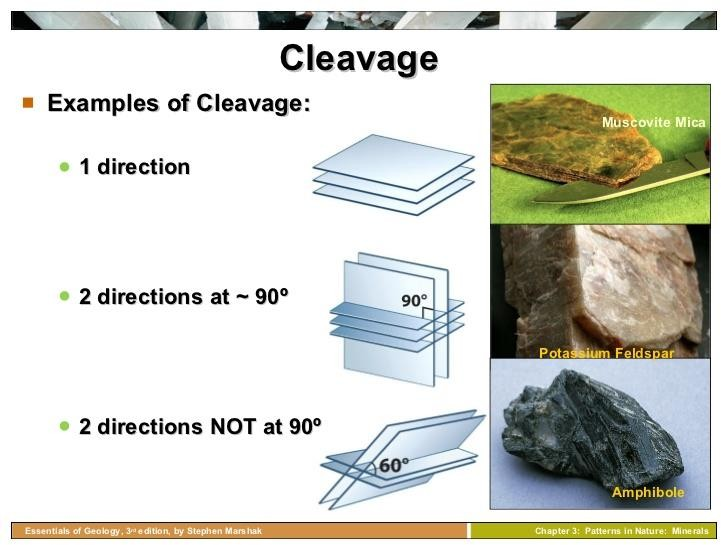 Cleavage
Examples of Cleavage:
1 direction
Muscovite Mica
2 directions at ~ 90º
90°
Potassium Feldspar
2 directions NOT at 90º
60°
Amphibole
Essentials of Geology, 3rd edition, by Stephen Marshak
Chapter 3: Patterns in Nature: Minerals